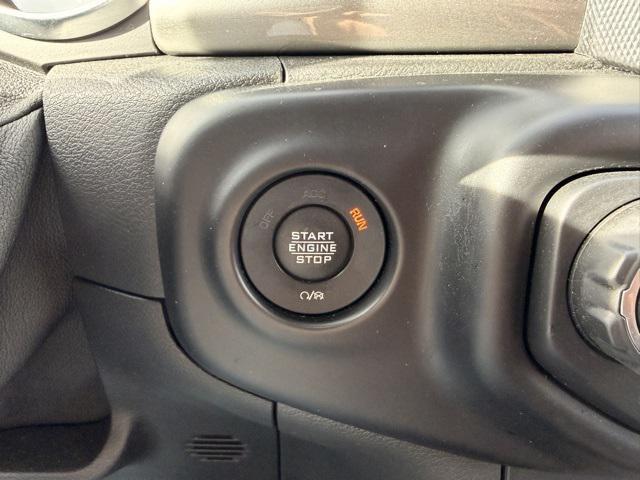 ACC
OFF
RUN
START
ENGINE
STOP